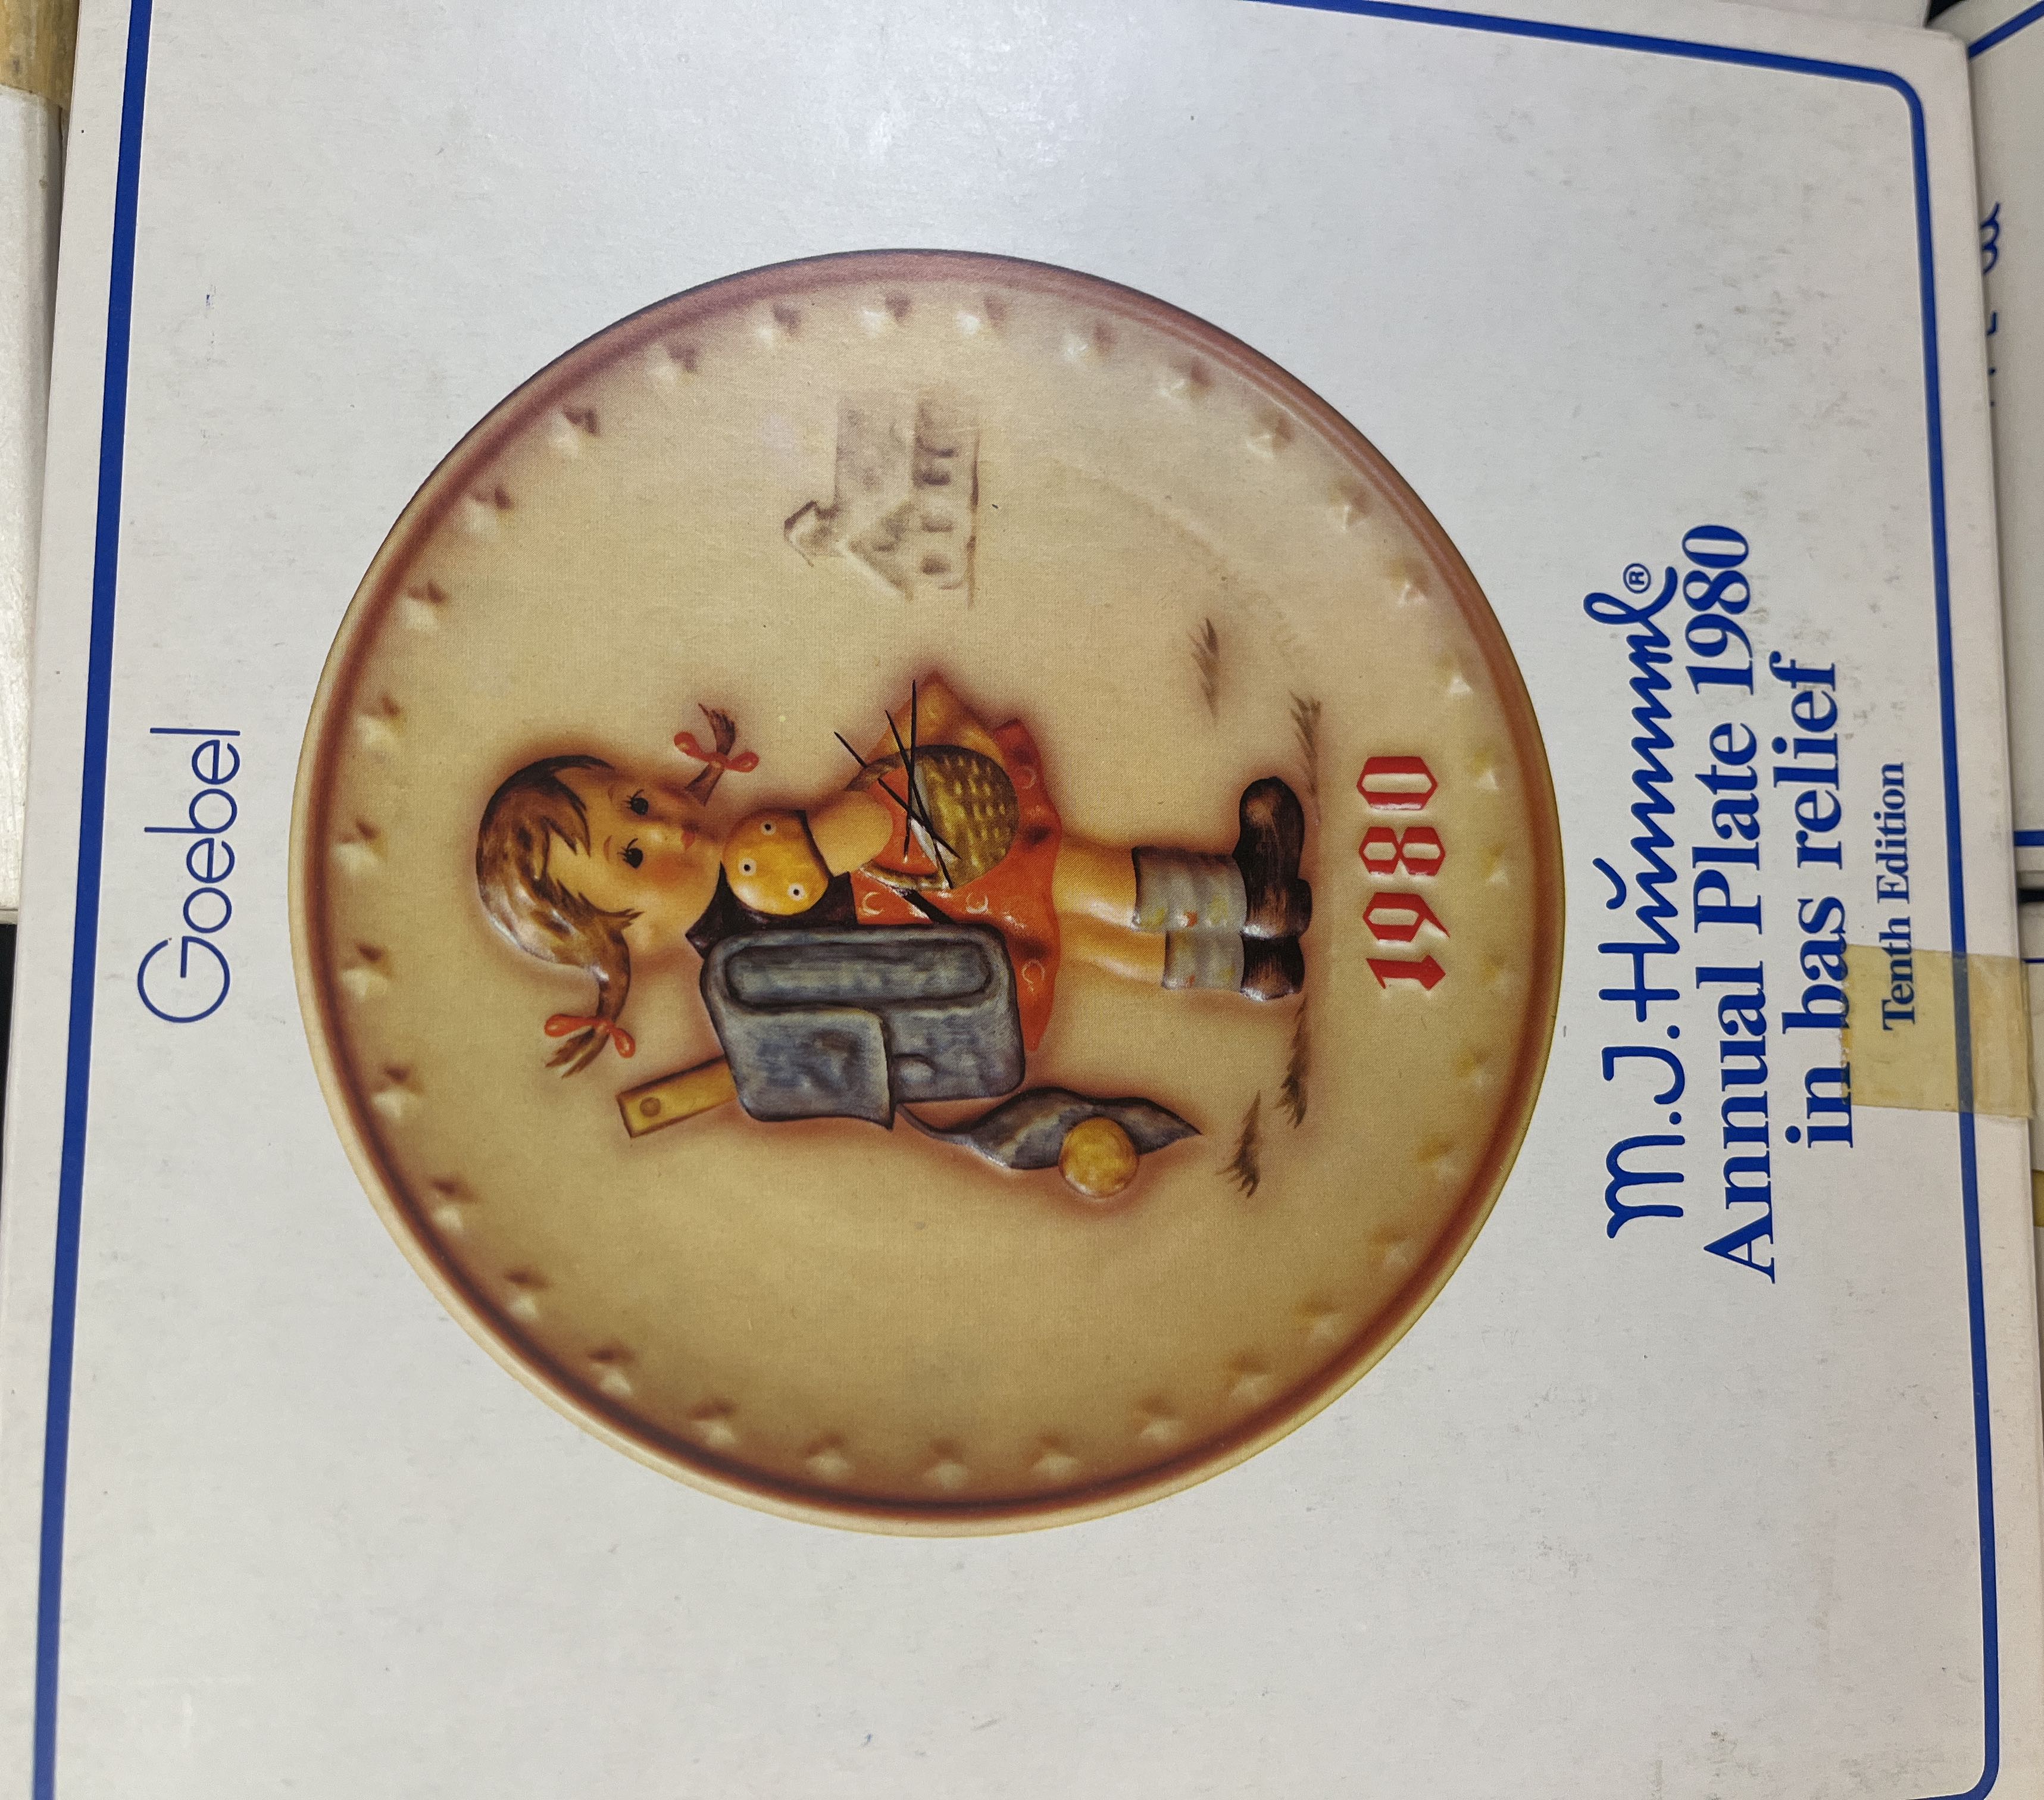 Goebel
1980
M.J.Hummel®
Annual Plate 1980
in bas relief
Tenth Edition